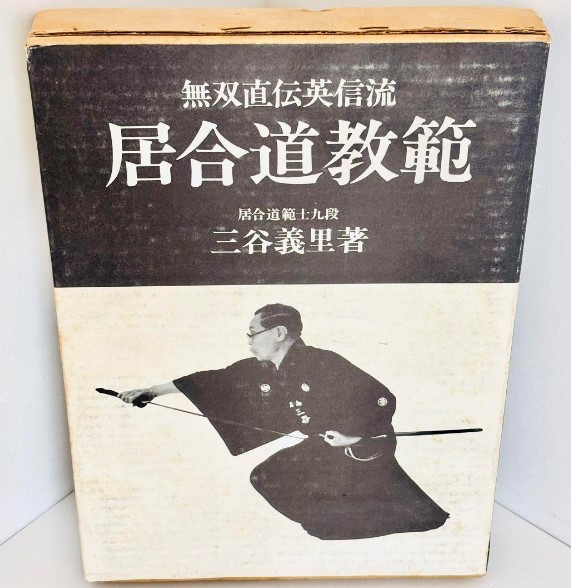 無双直伝英信流
居合道教範
居合道範士九段
三谷義里著